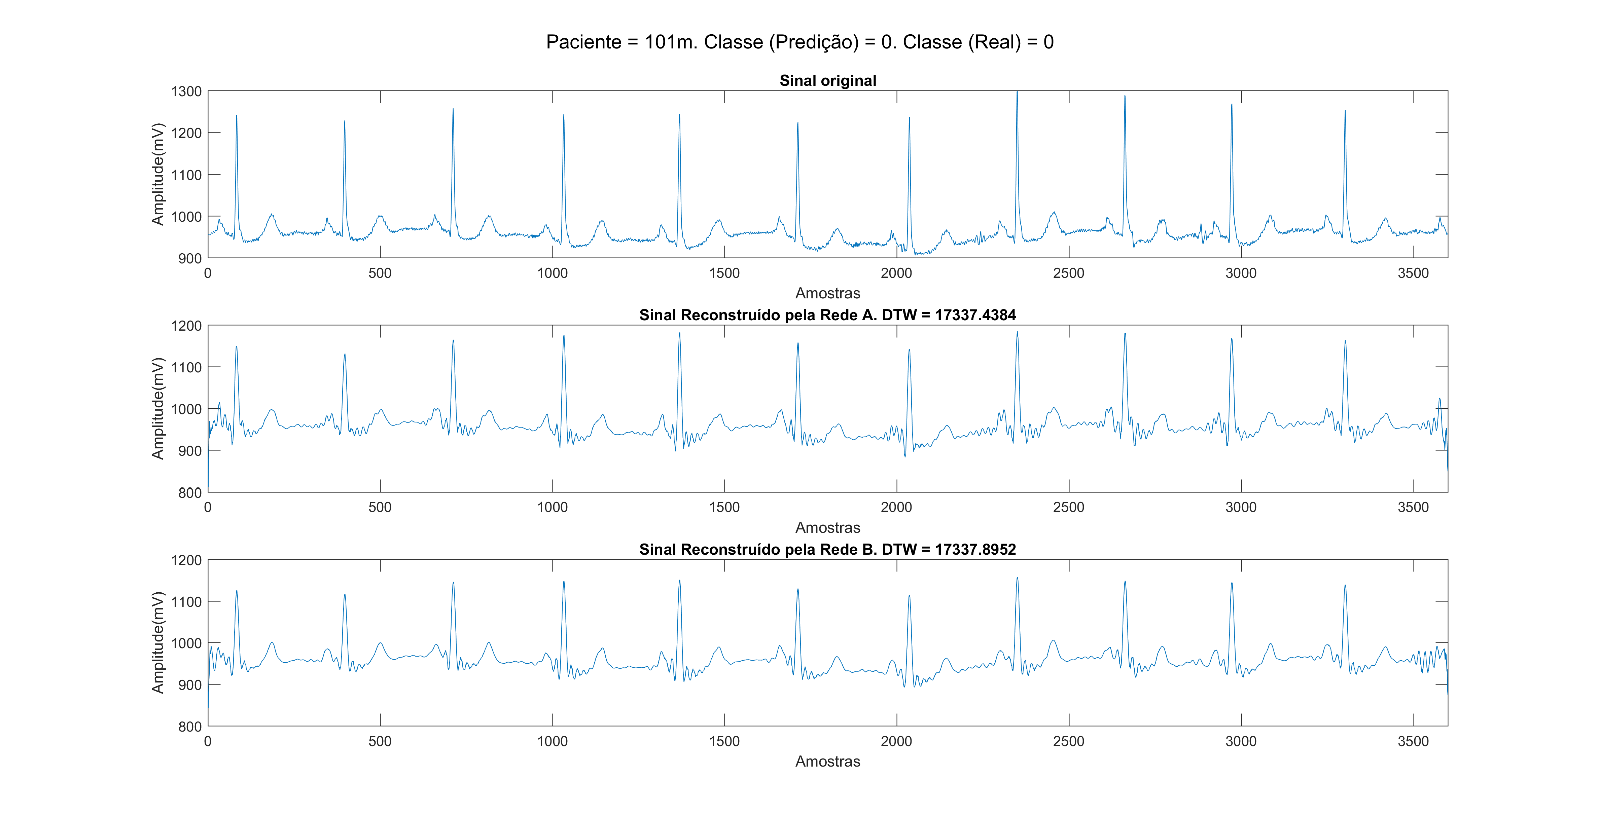 Paciente = 101m. Classe (Predição) = 0. Classe (Real) = 0
Sinal original
1300
1200
1100
1000
900
Amplitude(mV)
0 500 1000 1500 2000 2500 3000 3500
Amostras
Sinal Reconstruído pela Rede A. DTW = 17337.4384
1200
1100
1000
900
800
Amplitude(mV)
0 500 1000 1500 2000 2500 3000 3500
Amostras
Sinal Reconstruído pela Rede B. DTW = 17337.8952
1200
1100
1000
900
800
Amplitude(mV)
0 500 1000 1500 2000 2500 3000 3500
Amostras